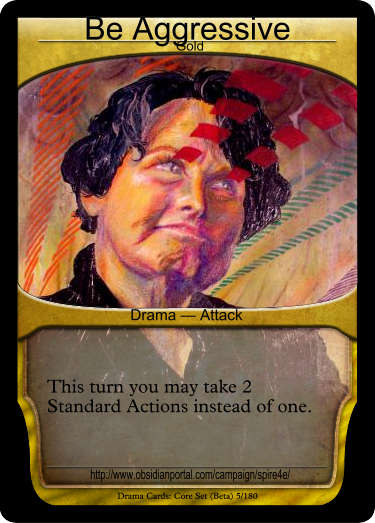 Be Aggressive
Gold
Drama — Attack
This turn you may take 2
Standard Actions instead of one.
http://www.obsidianportal.com/campaign/spire4e/
Drama Cards: Core Set (Beta) 5/180